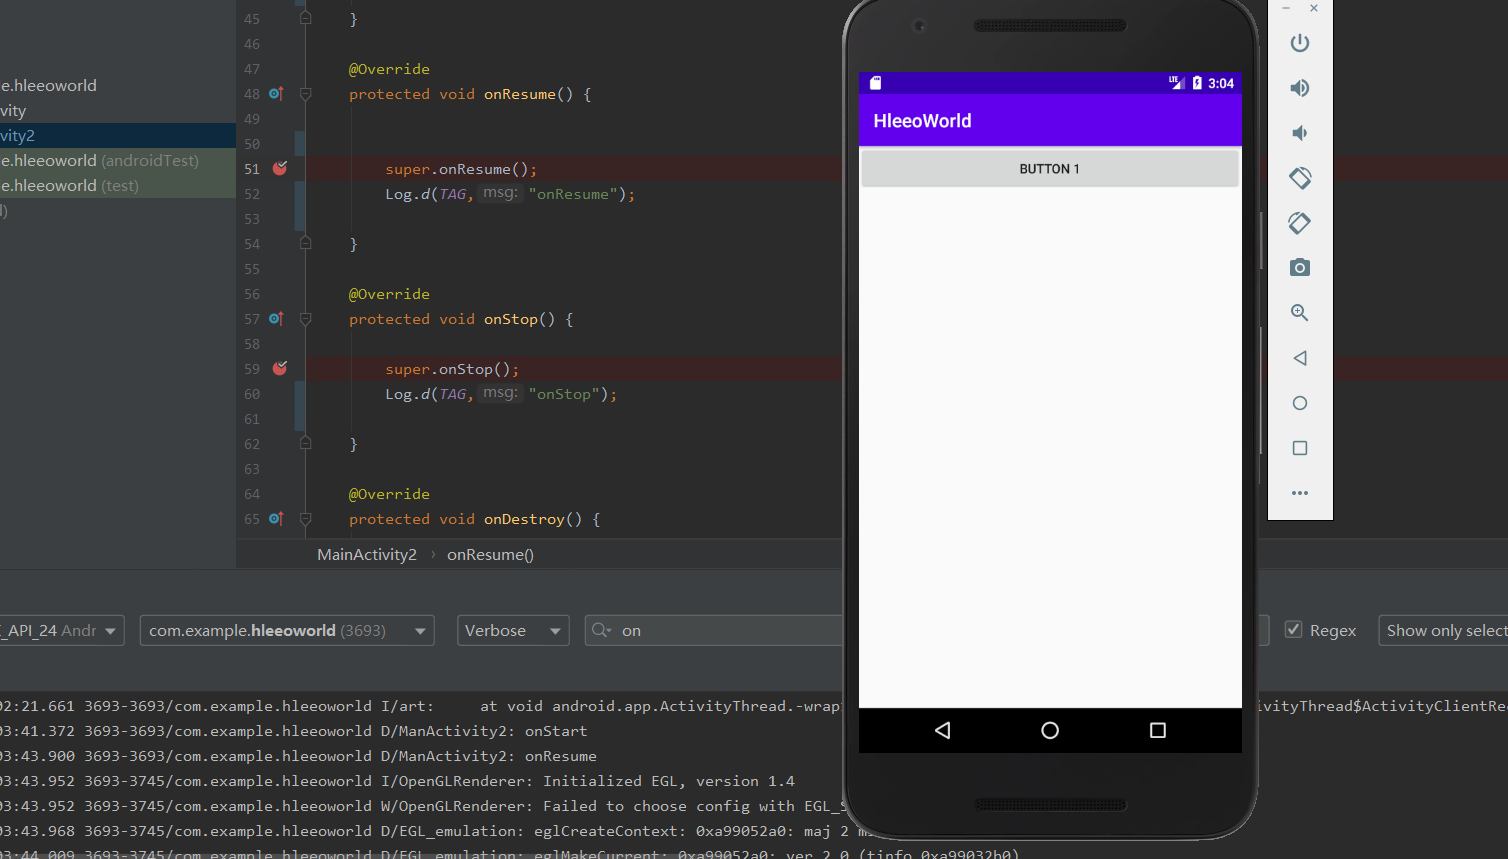 e.hleeoworld
vity
vity2
e.hleeoworld (androidTest)
e.hleeoworld (test)
)
45 }
46
47 @Override
48 protected void onResume() {
49
50
51 super.onResume();
52 Log.d(TAG, msg: "onResume");
53
54 }
55
56 @Override
57 protected void onStop() {
58
59 super.onStop();
60 Log.d(TAG, msg: "onStop");
61
62 }
63
64 @Override
65 protected void onDestroy() {
MainActivity2 › onResume()
LTE 3:04
HleeoWorld
BUTTON 1
_API_24 Andr
com.example.hleeoworld (3693)
Verbose
on
Regex
Show only select
02:21.661 3693-3693/com.example.hleeoworld I/art: at void android.app.ActivityThread.-wrap ivityThread$ActivityClientRe
03:41.372 3693-3693/com.example.hleeoworld D/ManActivity2: onStart
03:43.900 3693-3693/com.example.hleeoworld D/ManActivity2: onResume
03:43.952 3693-3745/com.example.hleeoworld I/OpenGLRenderer: Initialized EGL, version 1.4
03:43.952 3693-3745/com.example.hleeoworld W/OpenGLRenderer: Failed to choose config with EGL_S
03:43.968 3693-3745/com.example.hleeoworld D/EGL_emulation: eglCreateContext: 0xa99052a0: maj 2 m
03:44.009 3693-3745/com.example.hleeoworld D/EGL_emulation: eglMakeCurrent: 0xa99052a0: ver 2 0 (tinfo 0xa99032b0)